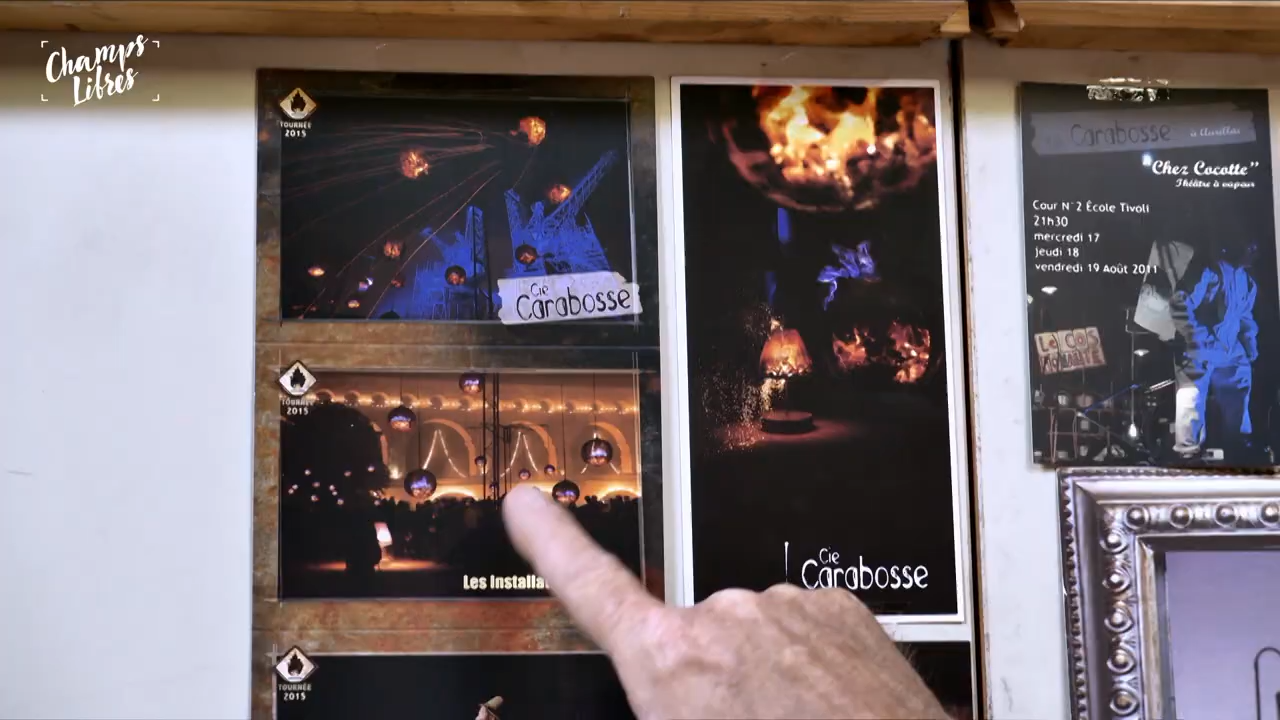 Champs
Libres
TOURNÉE
2015
Cie
Carabosse
TOURNÉE
2015
Les Installa
TOURNÉE
2015
Cie
Carabosse
Carabosse à Aurillac
"Chez Cocotte"
Théâtre à vapeur
Cour N°2 École Tivoli
21h30
mercredi 17
jeudi 18
vendredi 19 Août 2011